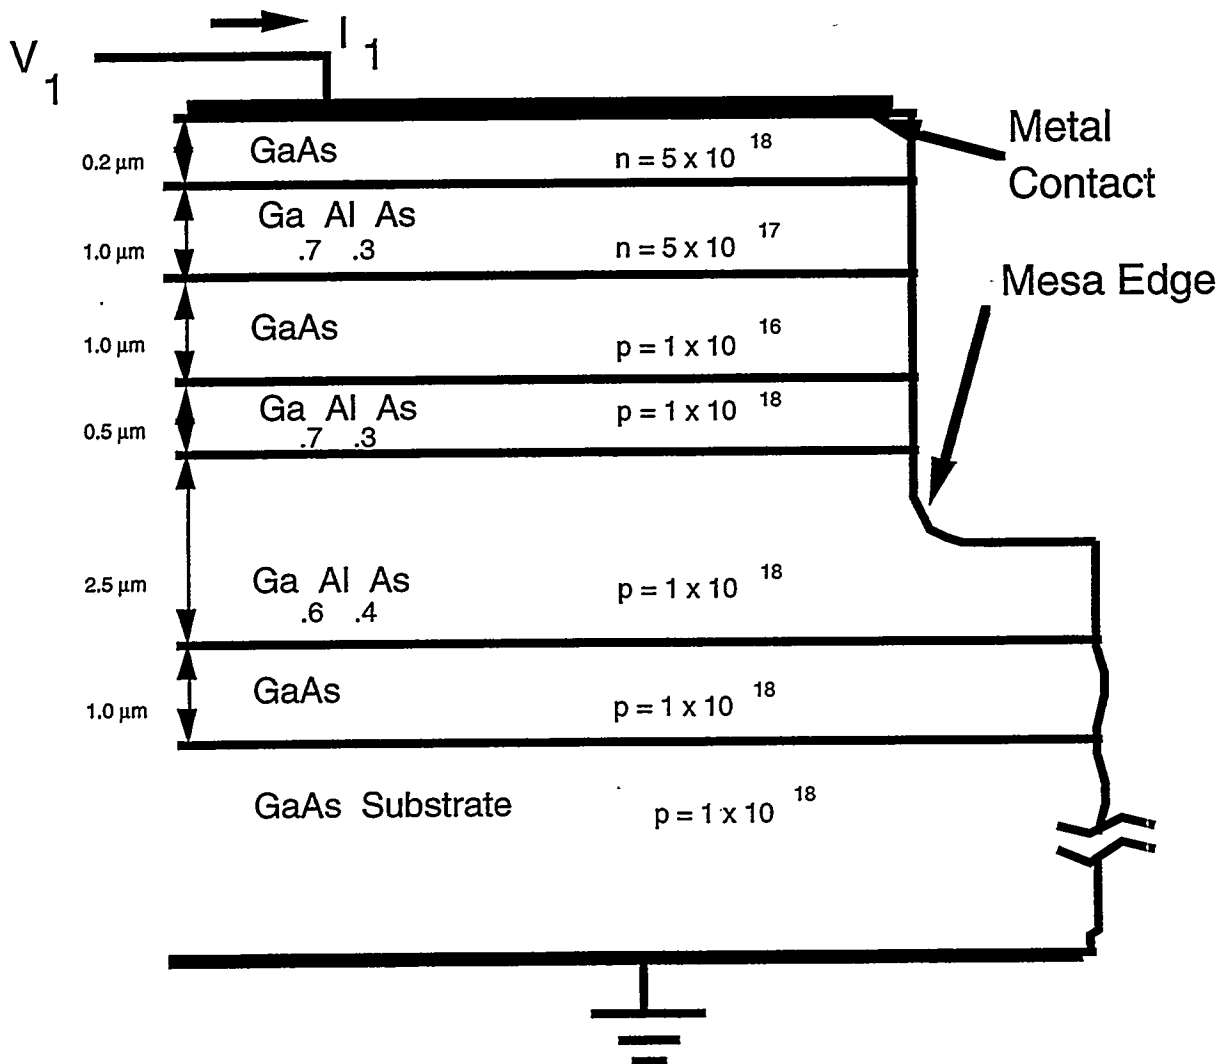 V1
I1
Metal
Contact
0.2 µm
GaAs
n = 5 x 10 18
1.0 µm
Ga Al As
.7 .3
n = 5 x 10 17
Mesa Edge
1.0 µm
GaAs
p = 1 x 10 16
0.5 µm
Ga Al As
.7 .3
p = 1 x 10 18
2.5 µm
Ga Al As
.6 .4
p = 1 x 10 18
1.0 µm
GaAs
p = 1 x 10 18
GaAs Substrate
p = 1 x 10 18